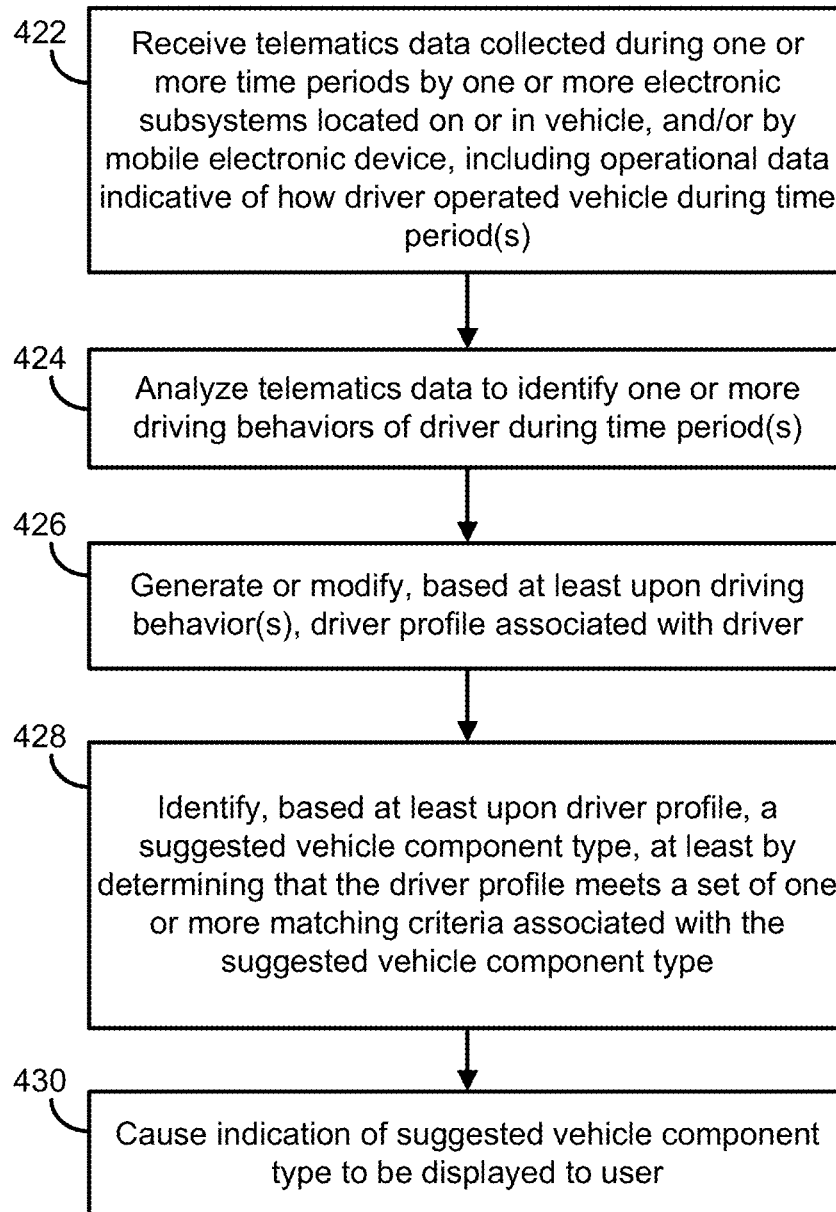 422
Receive telematics data collected during one or
more time periods by one or more electronic
subsystems located on or in vehicle, and/or by
mobile electronic device, including operational data
indicative of how driver operated vehicle during time
period(s)
424
Analyze telematics data to identify one or more
driving behaviors of driver during time period(s)
426
Generate or modify, based at least upon driving
behavior(s), driver profile associated with driver
428
Identify, based at least upon driver profile, a
suggested vehicle component type, at least by
determining that the driver profile meets a set of one
or more matching criteria associated with the
suggested vehicle component type
430
Cause indication of suggested vehicle component
type to be displayed to user